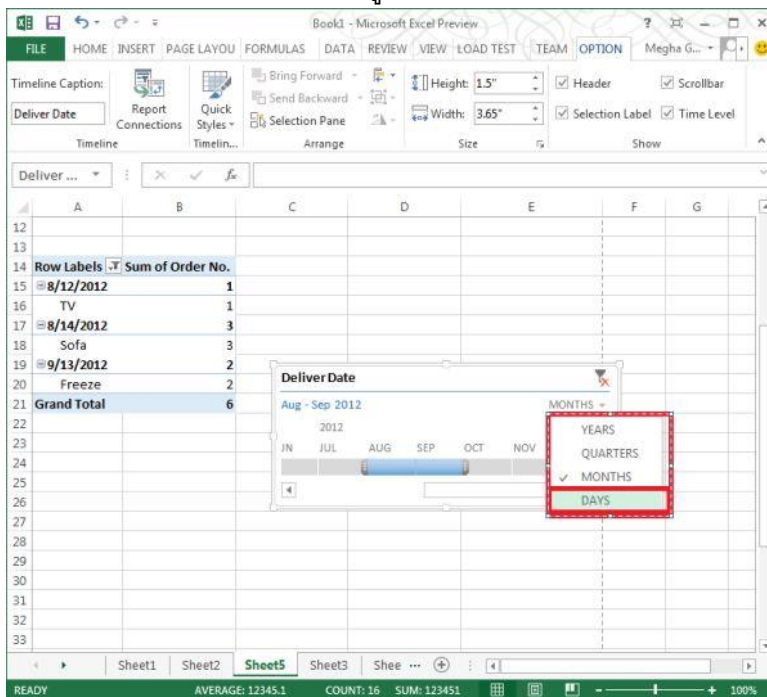 Book1 - Microsoft Excel Preview
FILE HOME INSERT PAGE LAYOU FORMULAS DATA REVIEW VIEW LOAD TEST TEAM OPTION Megha G...
Timeline Caption:
Deliver Date
Report Connections
Quick Styles
Bring Forward
Send Backward
Selection Pane
Height: 1.5"
Width: 3.65"
Header
Scrollbar
Selection Label
Time Level
Timeline Timelin... Arrange Size Show
Deliver ... fx
A B C D E F G
12
13
14 Row Labels Sum of Order No.
15 8/12/2012 1
16 TV 1
17 8/14/2012 3
18 Sofa 3
19 9/13/2012 2
20 Freeze 2
21 Grand Total 6
22
23
24
25
26
27
28
29
30
31
32
33
Deliver Date
Aug - Sep 2012 MONTHS
2012
JN JUL AUG SEP OCT NOV
YEARS
QUARTERS
MONTHS
DAYS
Sheet1 Sheet2 Sheet5 Sheet3 Shee ...
READY AVERAGE: 12345.1 COUNT: 16 SUM: 123451 100%